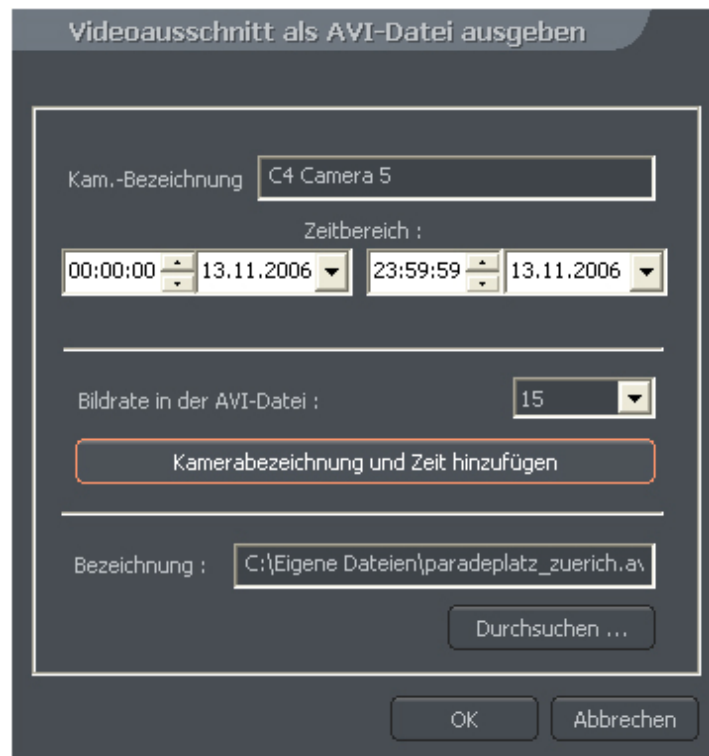 Videoausschnitt als AVI-Datei ausgeben
Kam.-Bezeichnung C4 Camera 5
Zeitbereich :
00:00:00 13.11.2006 23:59:59 13.11.2006
Bildrate in der AVI-Datei : 15
Kamerabezeichnung und Zeit hinzufügen
Bezeichnung : C:\Eigene Dateien\paradeplatz_zuerich.av
Durchsuchen ...
OK Abbrechen